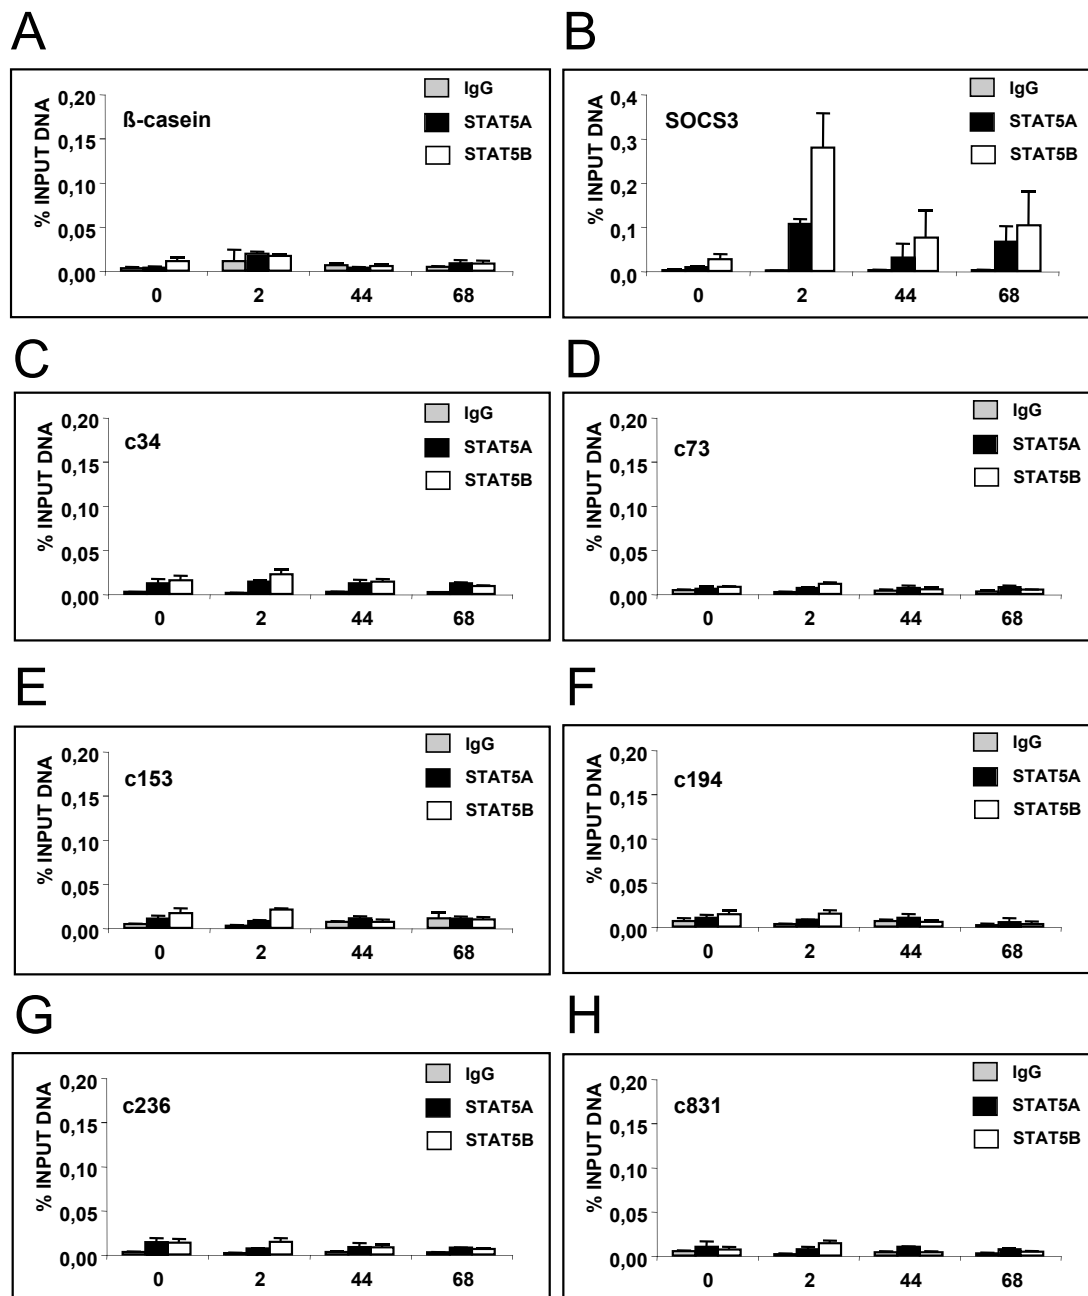 A
% INPUT DNA
0,20
0,15
0,10
0,05
0,00
ß-casein
IgG
STAT5A
STAT5B
0 2 44 68
B
% INPUT DNA
0,4
0,3
0,2
0,1
0,0
SOCS3
IgG
STAT5A
STAT5B
0 2 44 68
C
% INPUT DNA
0,20
0,15
0,10
0,05
0,00
c34
IgG
STAT5A
STAT5B
0 2 44 68
D
% INPUT DNA
0,20
0,15
0,10
0,05
0,00
c73
IgG
STAT5A
STAT5B
0 2 44 68
E
% INPUT DNA
0,20
0,15
0,10
0,05
0,00
c153
IgG
STAT5A
STAT5B
0 2 44 68
F
% INPUT DNA
0,20
0,15
0,10
0,05
0,00
c194
IgG
STAT5A
STAT5B
0 2 44 68
G
% INPUT DNA
0,20
0,15
0,10
0,05
0,00
c236
IgG
STAT5A
STAT5B
0 2 44 68
H
% INPUT DNA
0,20
0,15
0,10
0,05
0,00
c831
IgG
STAT5A
STAT5B
0 2 44 68